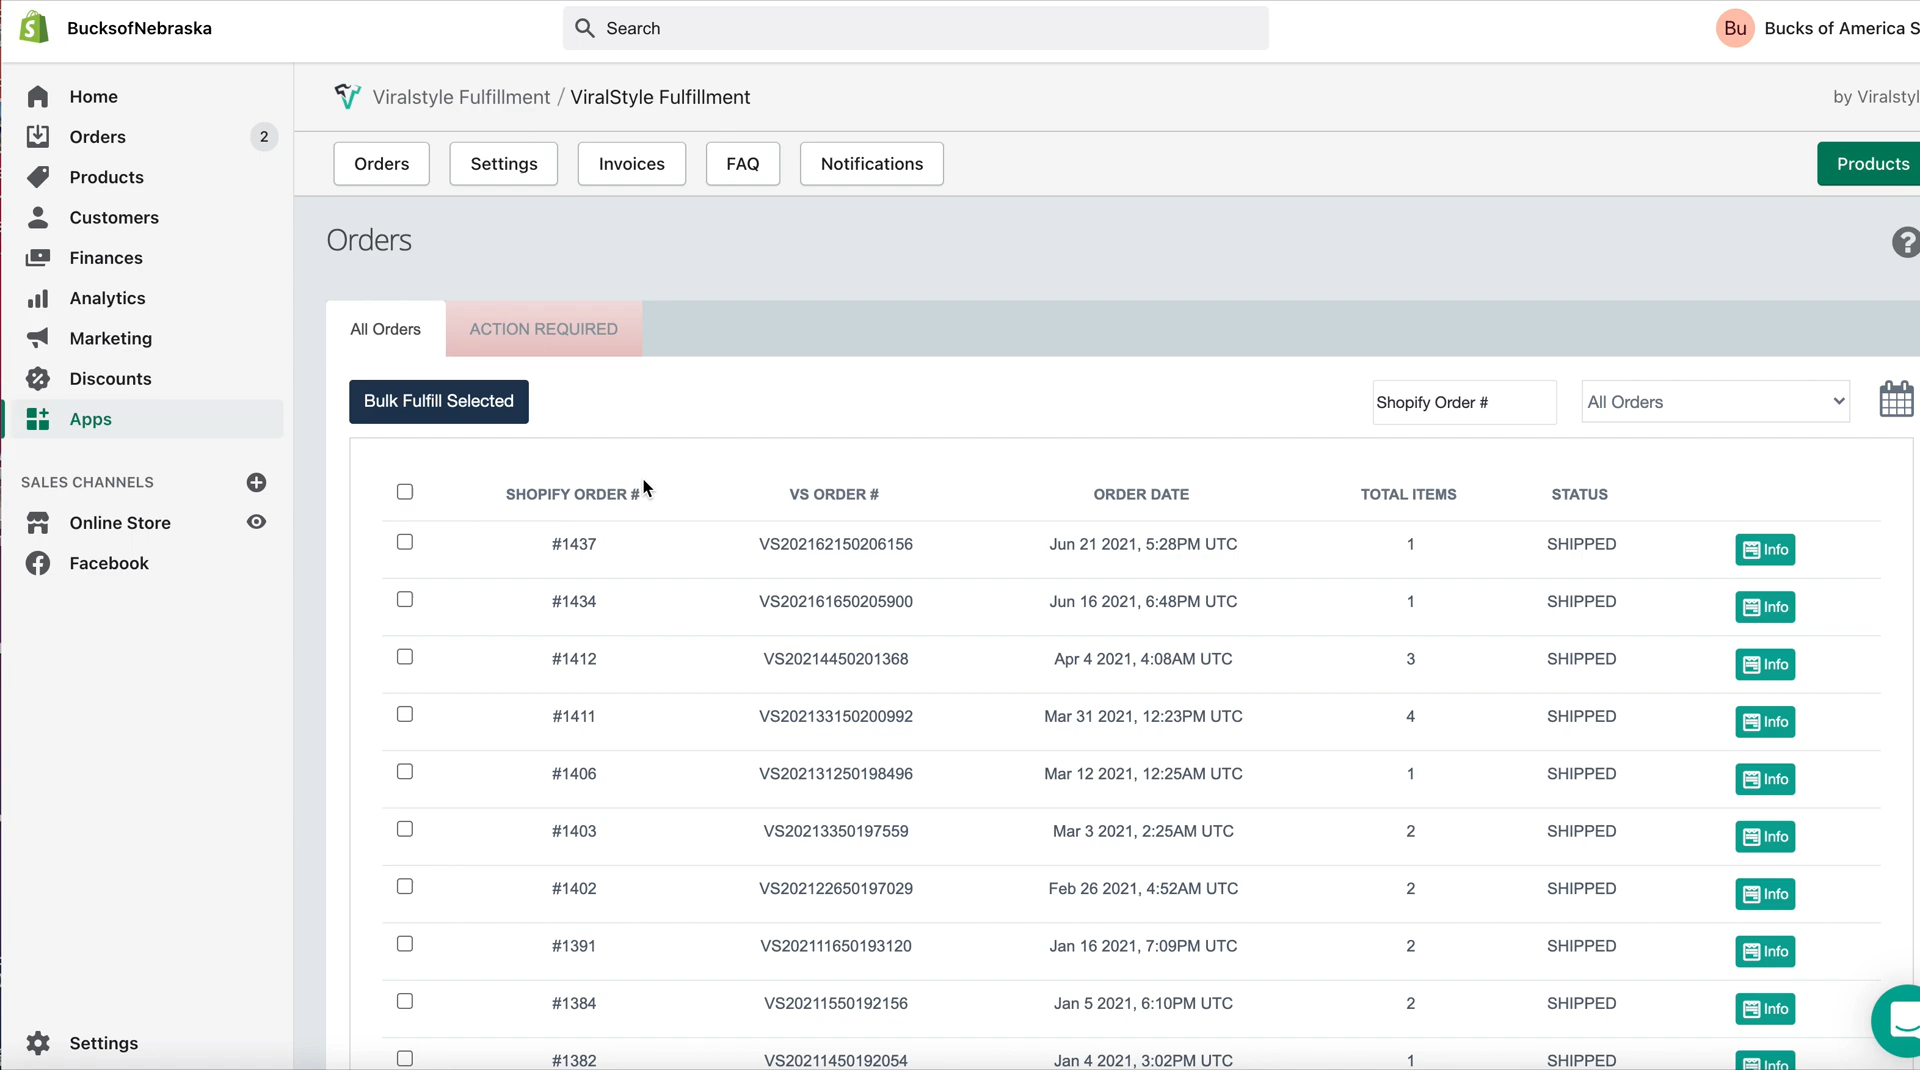 BucksofNebraska
Search
Bu
Bucks of America S
Home
Orders
2
Products
Customers
Finances
Analytics
Marketing
Discounts
Apps
SALES CHANNELS
Online Store
Facebook
Settings
Viralstyle Fulfillment / ViralStyle Fulfillment
by Viralstyl
Orders
Settings
Invoices
FAQ
Notifications
Products
Orders
?
All Orders
ACTION REQUIRED
Bulk Fulfill Selected
Shopify Order #
All Orders
SHOPIFY ORDER # VS ORDER # ORDER DATE TOTAL ITEMS STATUS
#1437 VS202162150206156 Jun 21 2021, 5:28PM UTC 1 SHIPPED Info
#1434 VS202161650205900 Jun 16 2021, 6:48PM UTC 1 SHIPPED Info
#1412 VS20214450201368 Apr 4 2021, 4:08AM UTC 3 SHIPPED Info
#1411 VS202133150200992 Mar 31 2021, 12:23PM UTC 4 SHIPPED Info
#1406 VS202131250198496 Mar 12 2021, 12:25AM UTC 1 SHIPPED Info
#1403 VS20213350197559 Mar 3 2021, 2:25AM UTC 2 SHIPPED Info
#1402 VS202122650197029 Feb 26 2021, 4:52AM UTC 2 SHIPPED Info
#1391 VS202111650193120 Jan 16 2021, 7:09PM UTC 2 SHIPPED Info
#1384 VS20211550192156 Jan 5 2021, 6:10PM UTC 2 SHIPPED Info
#1382 VS20211450192054 Jan 4 2021, 3:02PM UTC 1 SHIPPED Info